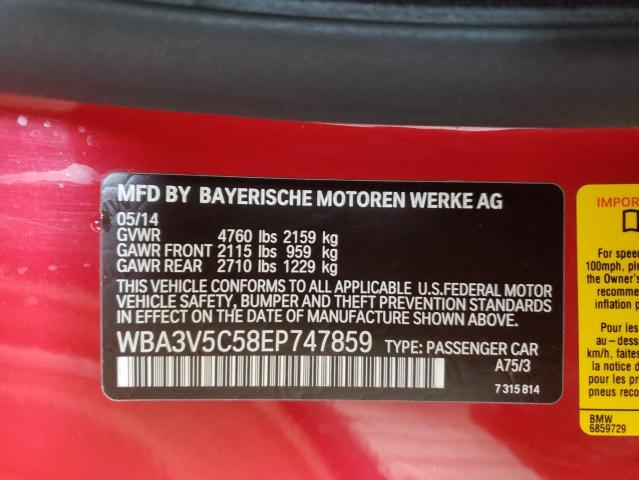 MFD BY BAYERISCHE MOTOREN WERKE AG
05/14
GVWR 4760 lbs 2159 kg
GAWR FRONT 2115 lbs 959 kg
GAWR REAR 2710 lbs 1229 kg
THIS VEHICLE CONFORMS TO ALL APPLICABLE U.S.FEDERAL MOTOR
VEHICLE SAFETY, BUMPER AND THEFT PREVENTION STANDARDS
IN EFFECT ON THE DATE OF MANUFACTURE SHOWN ABOVE.
WBA3V5C58EP747859 TYPE: PASSENGER CAR
A75/3
7 315 814
IMPOR
For speed
100mph, ple
the Owner's
recomme
inflation p
Pour les
au-dess
km/h, faites
la notice d
pour les pr
pneus recon
BMW
6859729